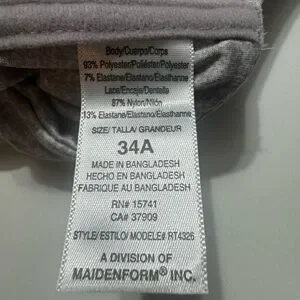 Body/Cuerpo/Corps
93% Polyester/Poliéster/Polyester
7% Elastane/Elastano/Elasthanne
Lace/Encaje/Dentelle
87% Nylon/Nilón
13% Elastane/Elastano/Elasthanne
SIZE/ TALLA/ GRANDEUR
34A
MADE IN BANGLADESH
HECHO EN BANGLADESH
FABRIQUE AU BANGLADESH
RN# 15741
CA# 37909
STYLE/ ESTILO/ MODELE# RT4326
A DIVISION OF
MAIDENFORM® INC.